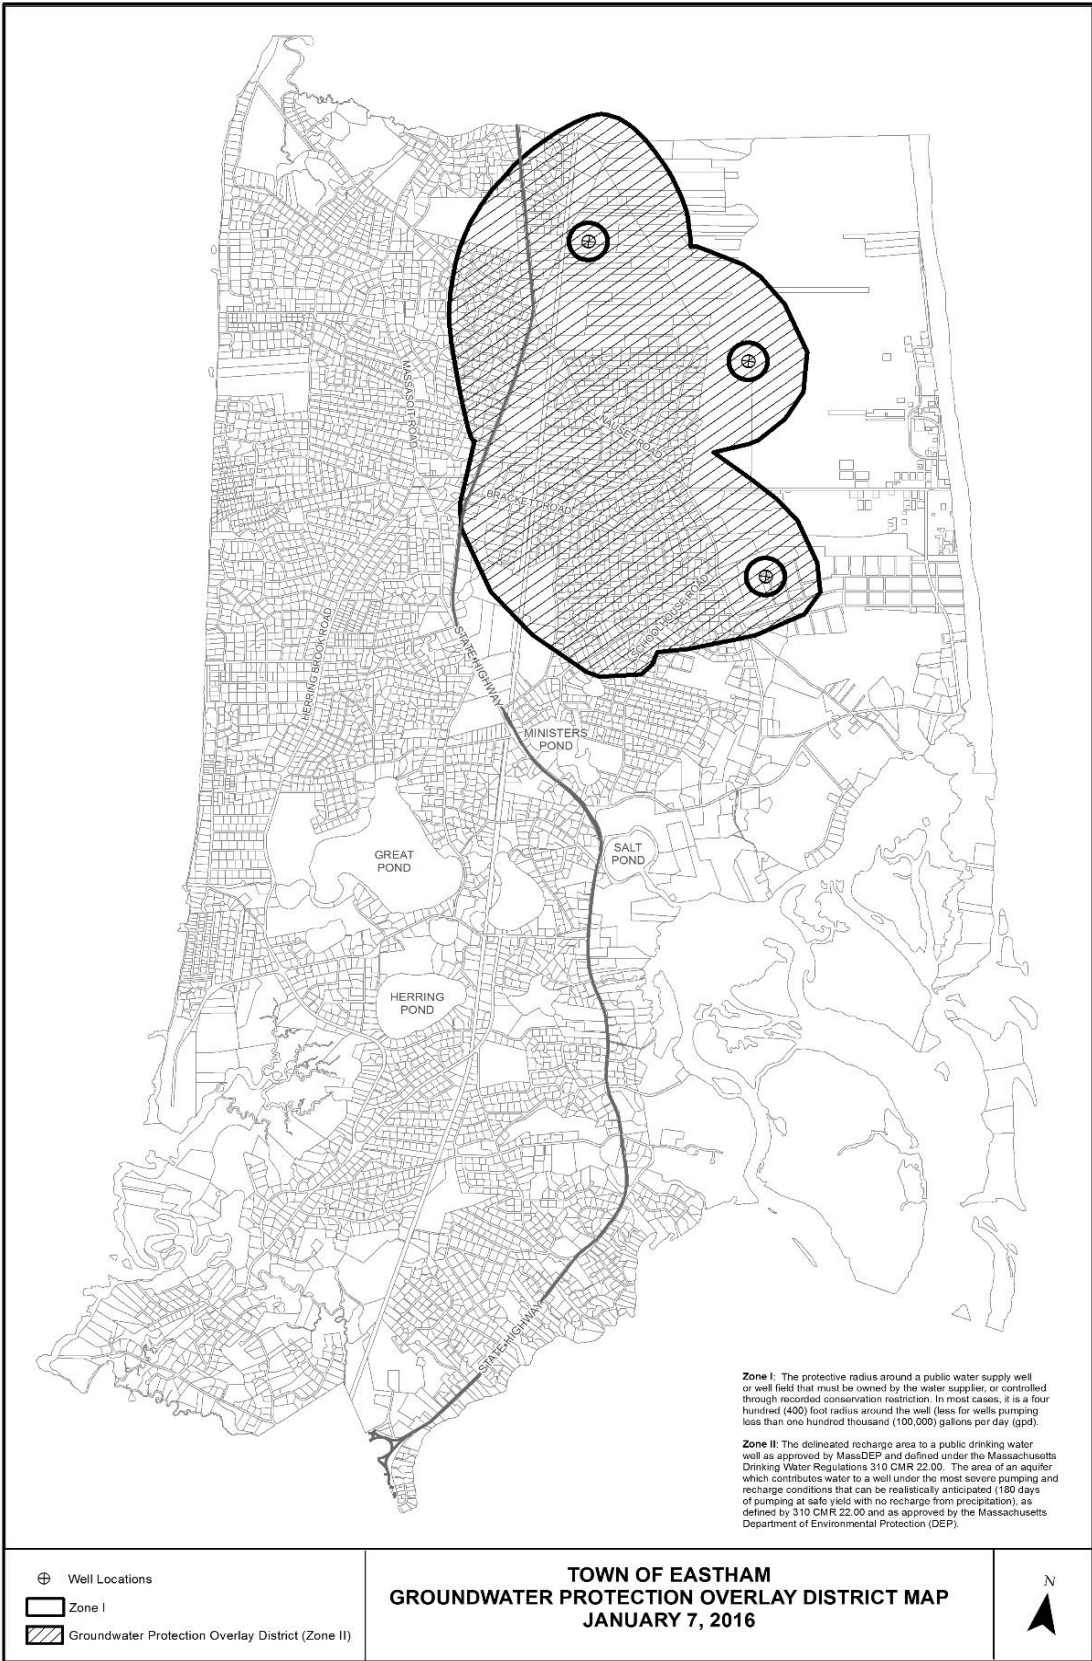 MASSASOIT ROAD
NAUSET ROAD
BRACKETT ROAD
SCHOOLHOUSE ROAD
HERRING BROOK ROAD
STATE HIGHWAY
MINISTERS
POND
GREAT
POND
SALT
POND
HERRING
POND
STATE HIGHWAY
Zone I: The protective radius around a public water supply well
or well field that must be owned by the water supplier, or controlled
through recorded conservation restriction. In most cases, it is a four
hundred (400) foot radius around the well (less for wells pumping
less than one hundred thousand (100,000) gallons per day (gpd).
Zone II: The delineated recharge area to a public drinking water
well as approved by MassDEP and defined under the Massachusetts
Drinking Water Regulations 310 CMR 22.00. The area of an aquifer
which contributes water to a well under the most severe pumping and
recharge conditions that can be realistically anticipated (180 days
of pumping at safe yield with no recharge from precipitation), as
defined by 310 CMR 22.00 and as approved by the Massachusetts
Department of Environmental Protection (DEP).
Well Locations
Zone I
Groundwater Protection Overlay District (Zone II)
TOWN OF EASTHAM
GROUNDWATER PROTECTION OVERLAY DISTRICT MAP
JANUARY 7, 2016
N